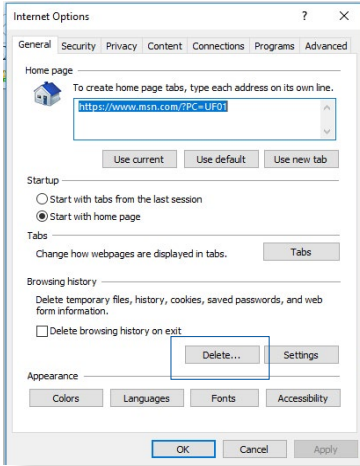 Internet Options ? X
General Security Privacy Content Connections Programs Advanced
Home page
To create home page tabs, type each address on its own line.
https://www.msn.com/?PC=UF01
Use current Use default Use new tab
Startup
Start with tabs from the last session
Start with home page
Tabs
Change how webpages are displayed in tabs. Tabs
Browsing history
Delete temporary files, history, cookies, saved passwords, and web
form information.
Delete browsing history on exit
Delete... Settings
Appearance
Colors Languages Fonts Accessibility
OK Cancel Apply